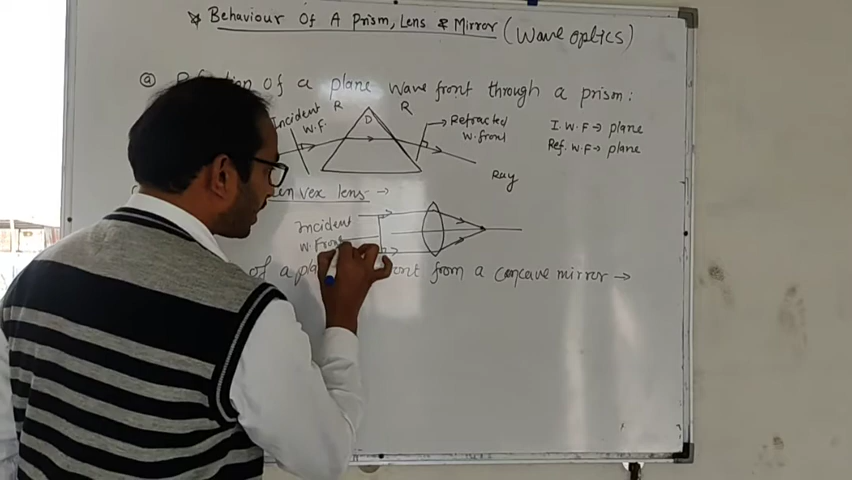 Behaviour Of A Prism, Lens & Mirror (Wave optics)
ⓐ of a plane wave front through a prism:
Incident
W.F.
R
D
R
Refracted
W.front
I.W.F → plane
Ref. W.F → plane
Ray
vex lens →
Incident
W.Front
of a from a concave mirror →